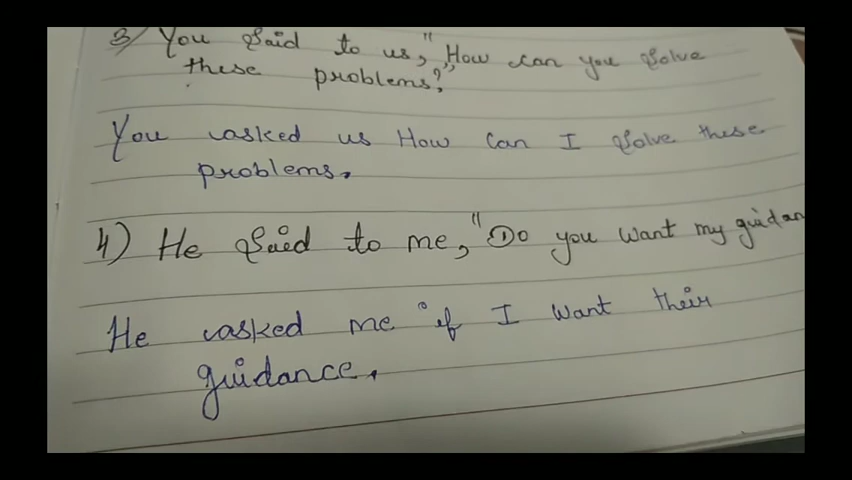 3) You said to us, "How can you solve
these problems?"
You asked us How can I solve these
problems.
4) He said to me, "Do you want my guidan
He asked me if I want their
guidance.